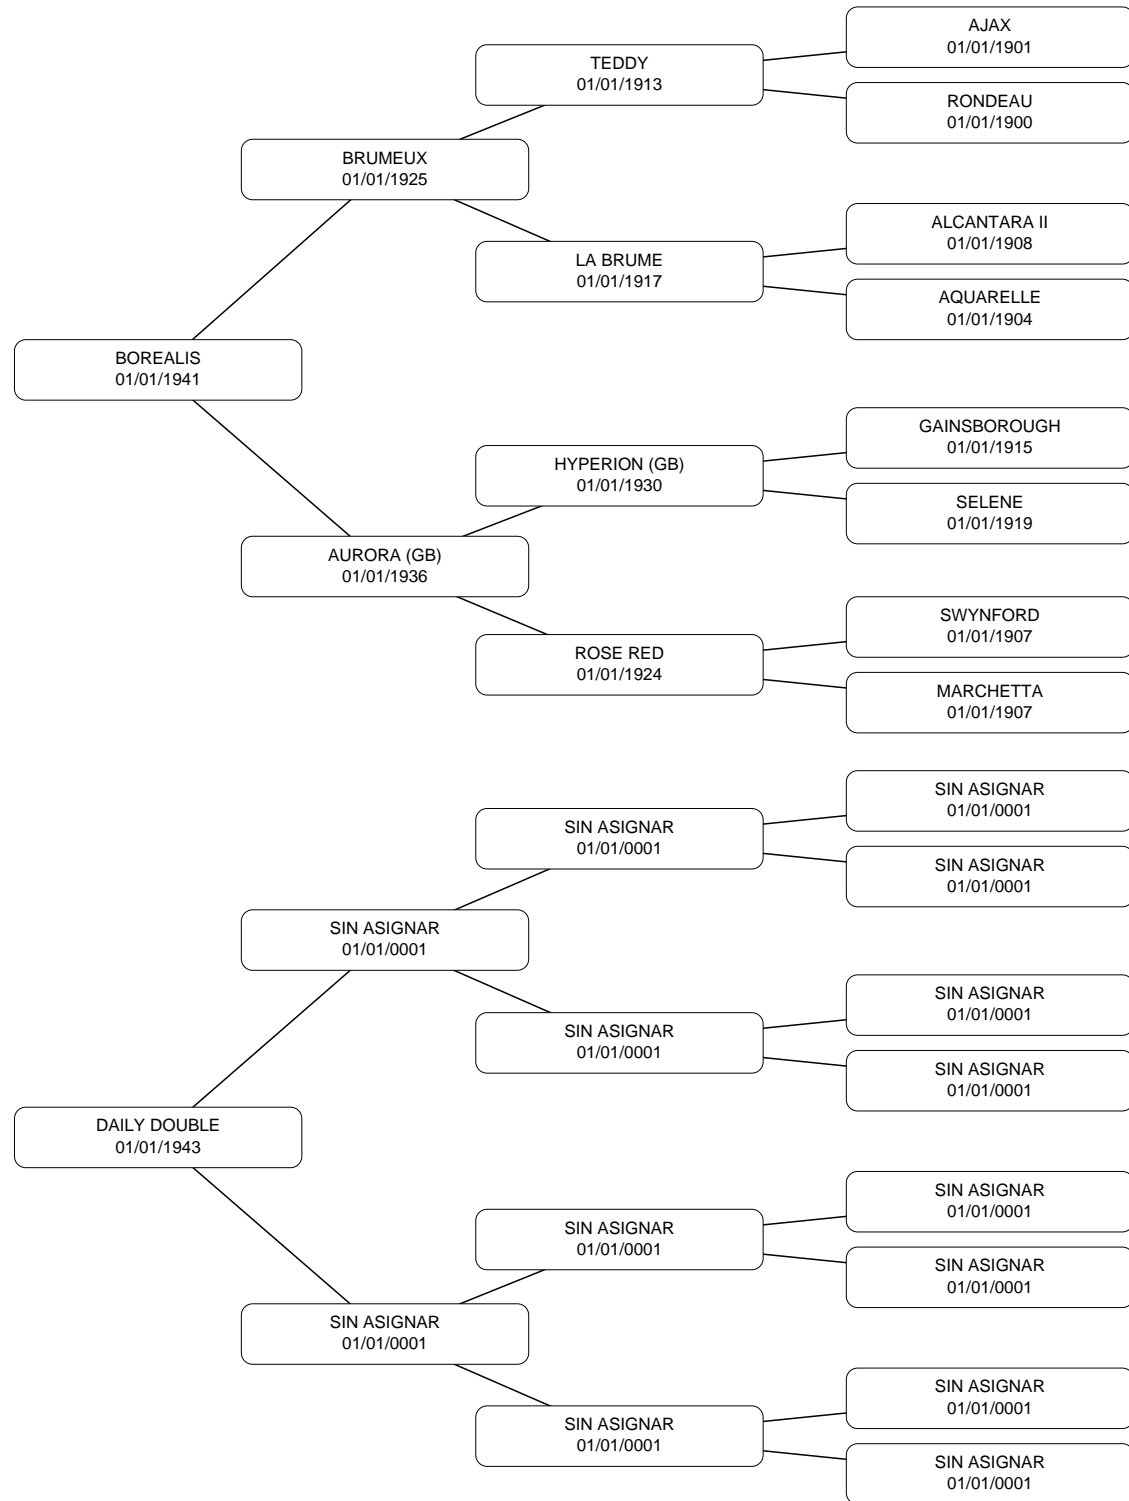 AJAX
01/01/1901
TEDDY
01/01/1913
RONDEAU
01/01/1900
BRUMEUX
01/01/1925
ALCANTARA II
01/01/1908
LA BRUME
01/01/1917
AQUARELLE
01/01/1904
BOREALIS
01/01/1941
GAINSBOROUGH
01/01/1915
HYPERION (GB)
01/01/1930
SELENE
01/01/1919
AURORA (GB)
01/01/1936
SWYNFORD
01/01/1907
ROSE RED
01/01/1924
MARCHETTA
01/01/1907
SIN ASIGNAR
01/01/0001
SIN ASIGNAR
01/01/0001
SIN ASIGNAR
01/01/0001
SIN ASIGNAR
01/01/0001
SIN ASIGNAR
01/01/0001
SIN ASIGNAR
01/01/0001
SIN ASIGNAR
01/01/0001
DAILY DOUBLE
01/01/1943
SIN ASIGNAR
01/01/0001
SIN ASIGNAR
01/01/0001
SIN ASIGNAR
01/01/0001
SIN ASIGNAR
01/01/0001
SIN ASIGNAR
01/01/0001
SIN ASIGNAR
01/01/0001
SIN ASIGNAR
01/01/0001